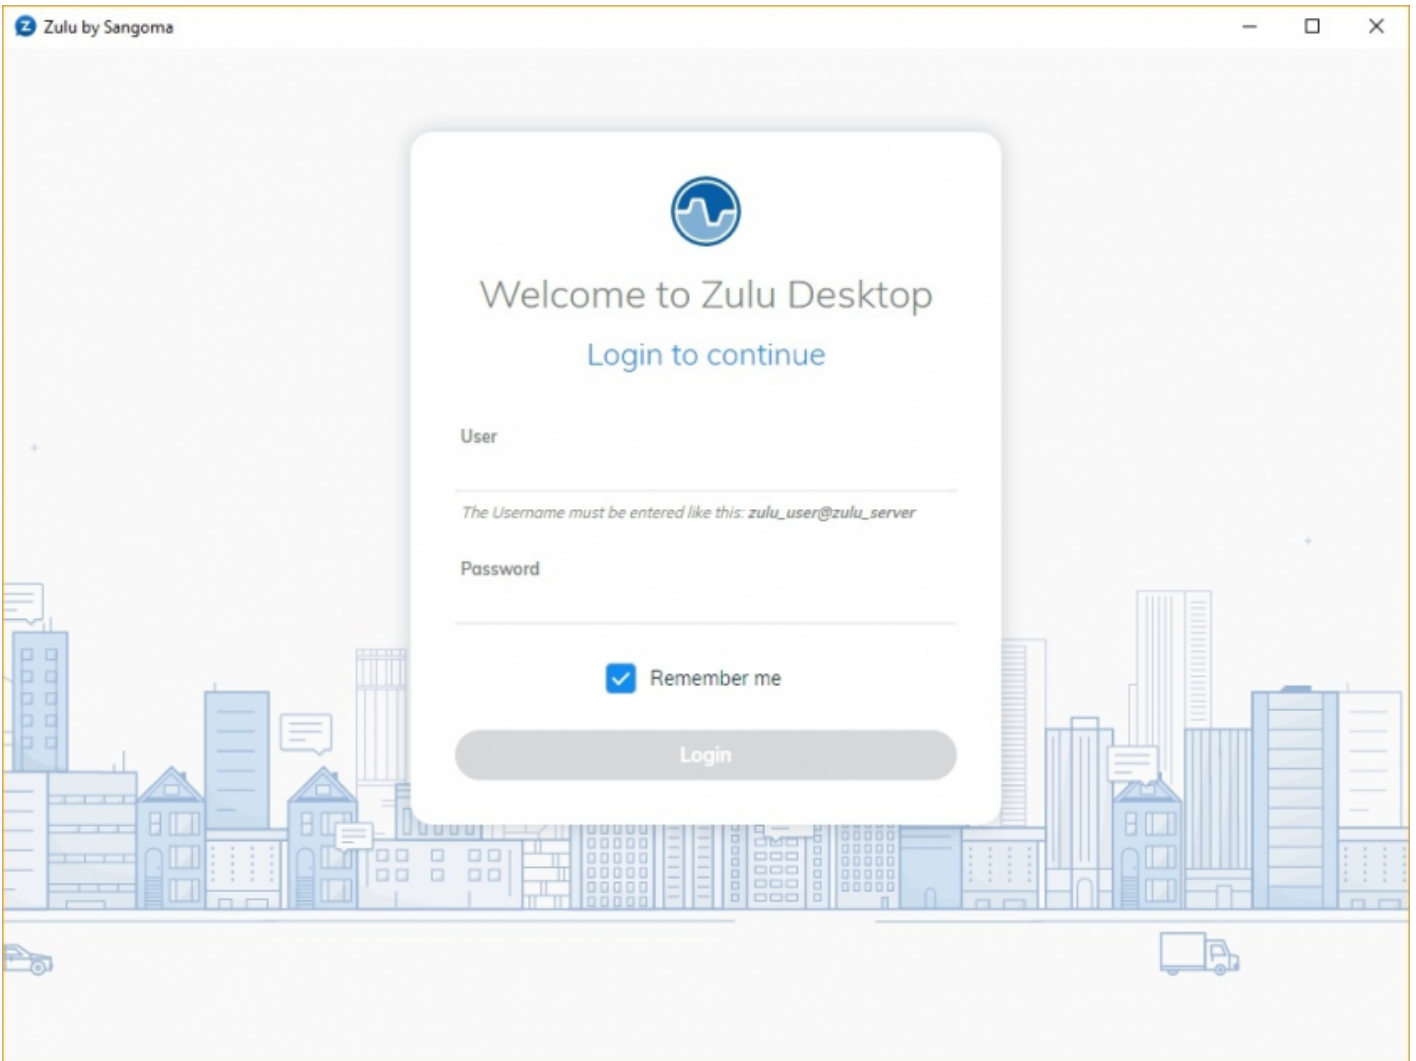 Zulu by Sangoma
Welcome to Zulu Desktop
Login to continue
User
The Username must be entered like this: zulu_user@zulu_server
Password
Remember me
Login